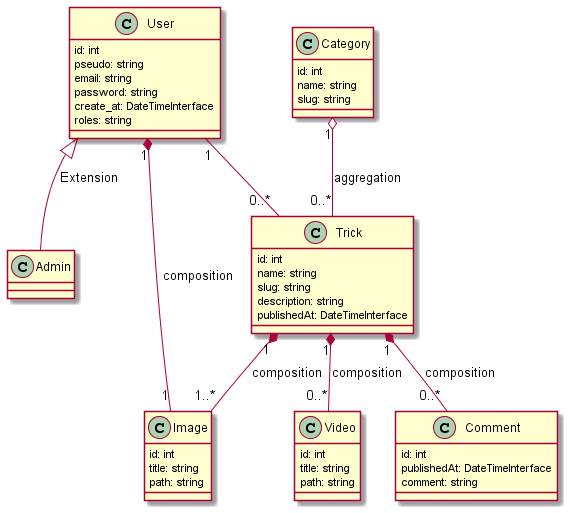 C User
id: int
pseudo: string
email: string
password: string
create_at: DateTimeInterface
roles: string
C Category
id: int
name: string
slug: string
1
1
1
Extension
aggregation
0..*
0..*
C Admin
C Trick
id: int
name: string
slug: string
description: string
publishedAt: DateTimeInterface
composition
1
1
1
composition
composition
composition
1
1..*
0..*
0..*
C Image
id: int
title: string
path: string
C Video
id: int
title: string
path: string
C Comment
id: int
publishedAt: DateTimeInterface
comment: string